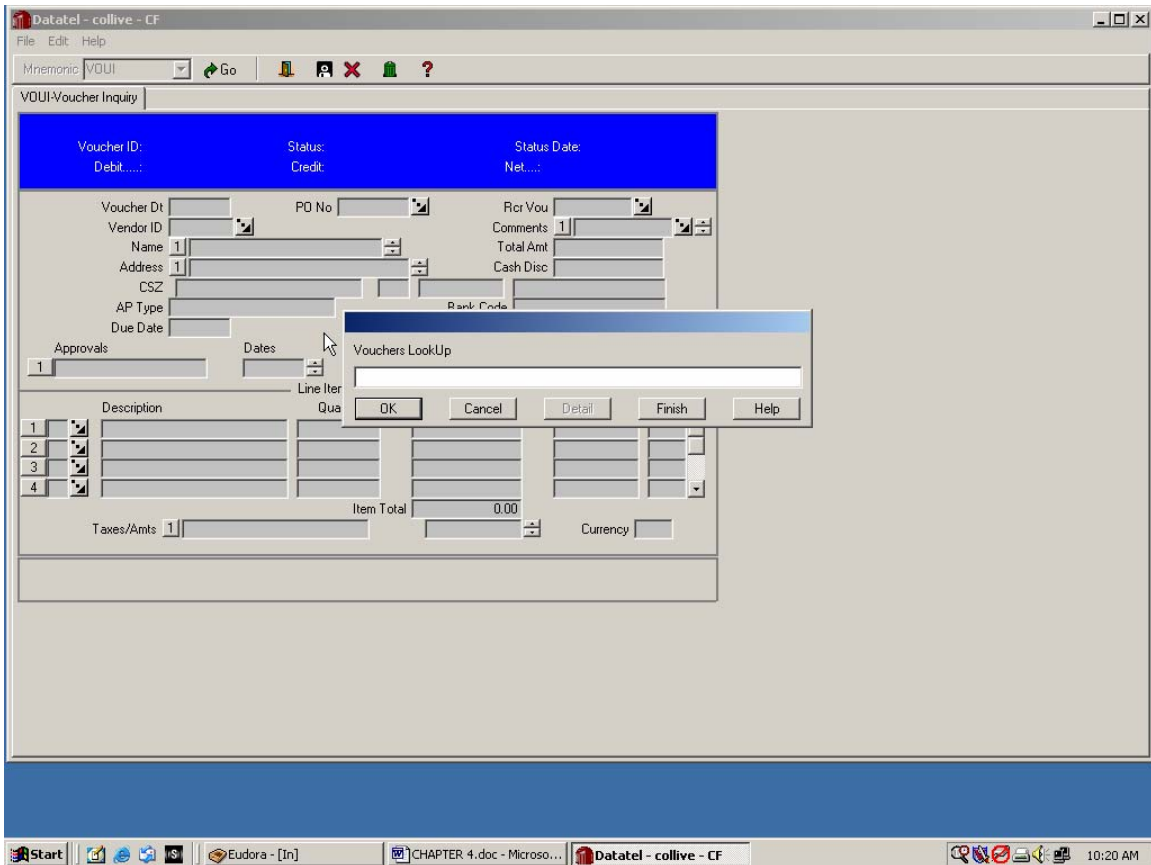 Datatel - collive - CF
File Edit Help
Mnemonic VOUI Go ?
VOUI-Voucher Inquiry
Voucher ID: Status: Status Date:
Debit.....: Credit: Net....:
Voucher Dt PO No Rcr Vou
Vendor ID Comments 1
Name 1 Total Amt
Address 1 Cash Disc
CSZ
AP Type Bank Code
Due Date
Vouchers LookUp
OK Cancel Detail Finish Help
Approvals Dates
1
Line Iter
Description Qua
1
2
3
4
Item Total 0.00
Taxes/Amts 1 Currency
Start Eudora - [In] CHAPTER 4.doc - Microso... Datatel - collive - CF 10:20 AM